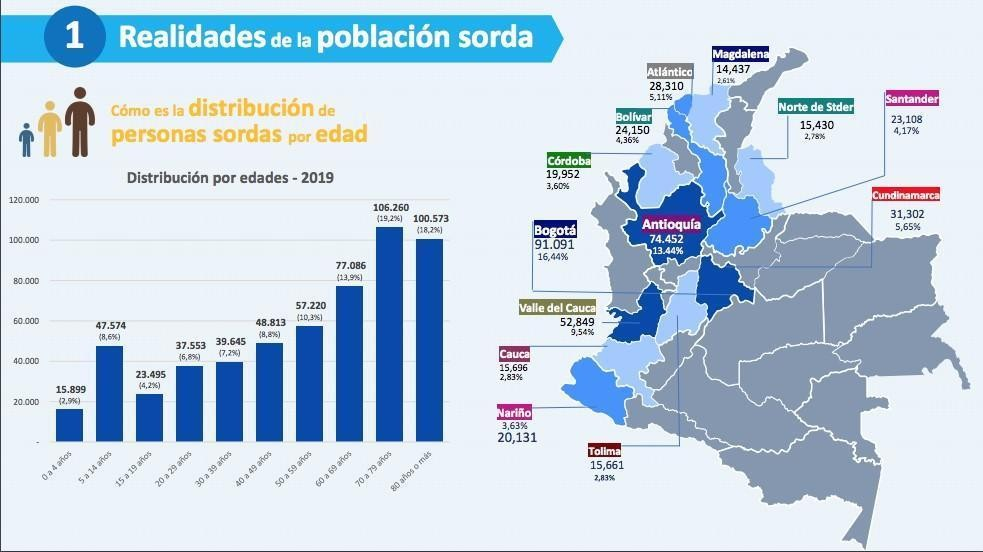 1
Realidades de la población sorda
Cómo es la distribución de
personas sordas por edad
Distribución por edades - 2019
120.000
100.000
80.000
60.000
40.000
20.000
-
15.899
(2,9%)
47.574
(8,6%)
23.495
(4,2%)
37.553
(6,8%)
39.645
(7,2%)
48.813
(8,8%)
57.220
(10,3%)
77.086
(13,9%)
106.260
(19,2%)
100.573
(18,2%)
0 a 4 años
5 a 14 años
15 a 19 años
20 a 29 años
30 a 39 años
40 a 49 años
50 a 59 años
60 a 69 años
70 a 79 años
80 años o más
Magdalena
14,437
2,61%
Atlántico
28,310
5,11%
Bolívar
24,150
4,36%
Córdoba
19,952
3,60%
Norte de Stder
15,430
2,78%
Santander
23,108
4,17%
Cundinamarca
31,302
5,65%
Antioquía
74.452
13.44%
Bogotá
91.091
16,44%
Valle del Cauca
52,849
9,54%
Cauca
15,696
2,83%
Nariño
3,63%
20,131
Tolima
15,661
2,83%